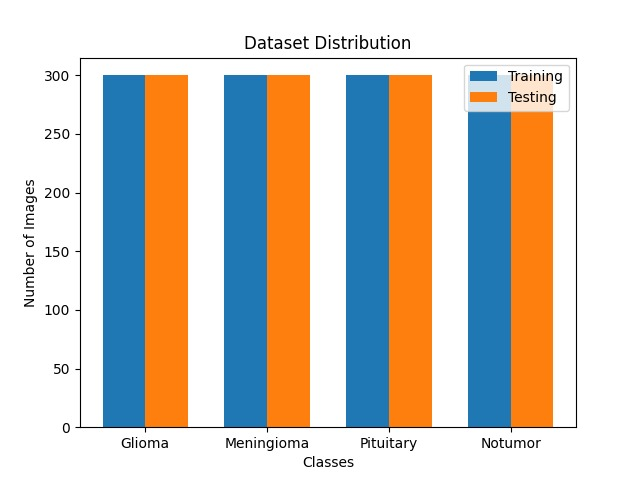 Dataset Distribution
Training
Testing
Number of Images
300
250
200
150
100
50
0
Glioma
Meningioma
Pituitary
Notumor
Classes